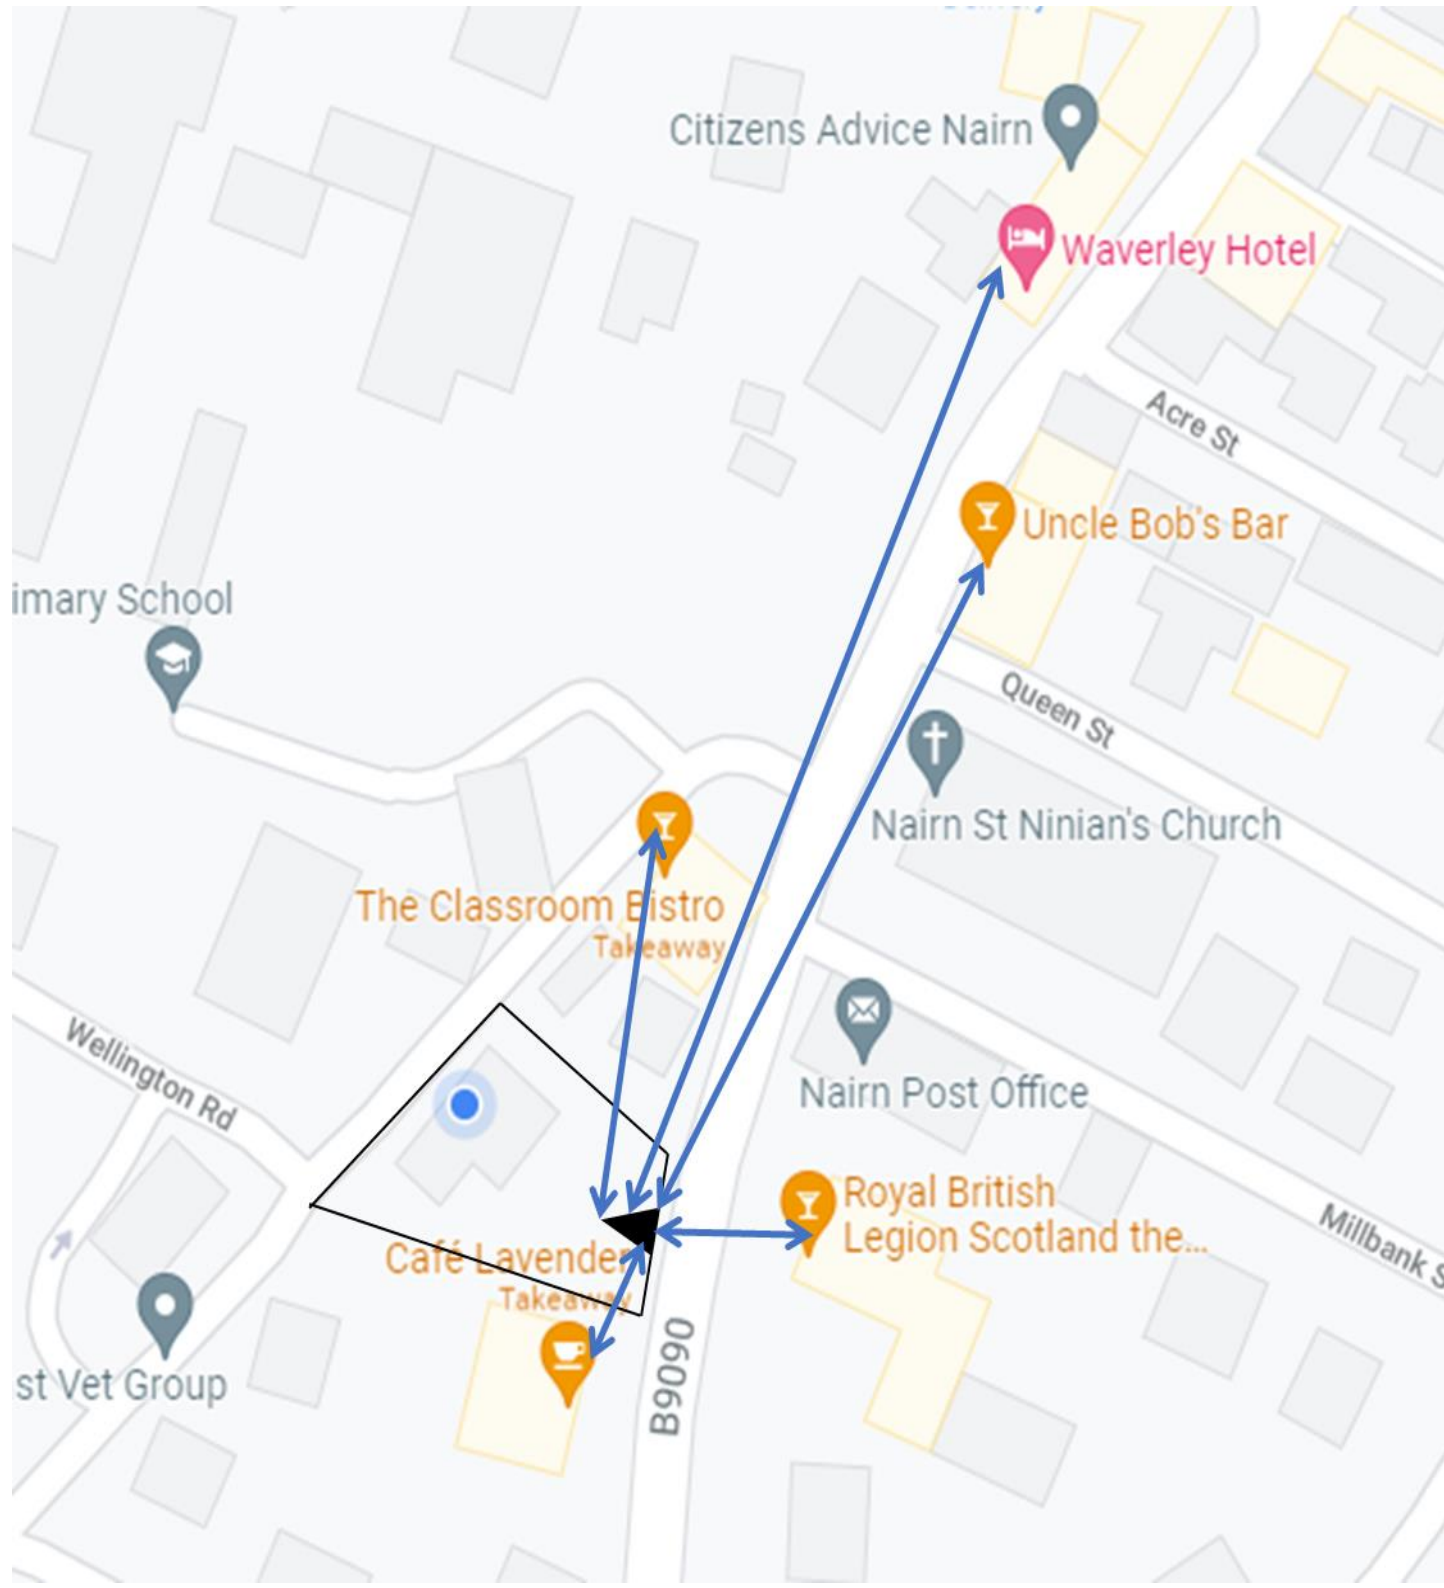 Citizens Advice Nairn
Waverley Hotel
Acre St
Uncle Bob's Bar
imary School
Queen St
Nairn St Ninian's Church
The Classroom Bistro
Takeaway
Wellington Rd
Nairn Post Office
Royal British
Legion Scotland the...
Millbank S
Café Lavender
Takeaway
st Vet Group
B9090